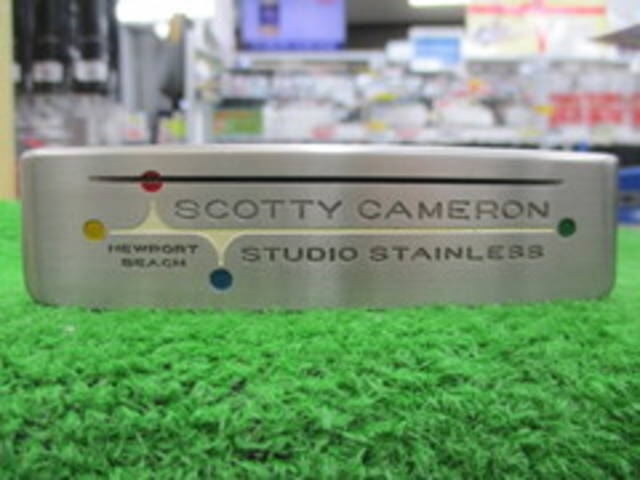 SCOTTY CAMERON
NEWPORT
BEACH
STUDIO STAINLESS